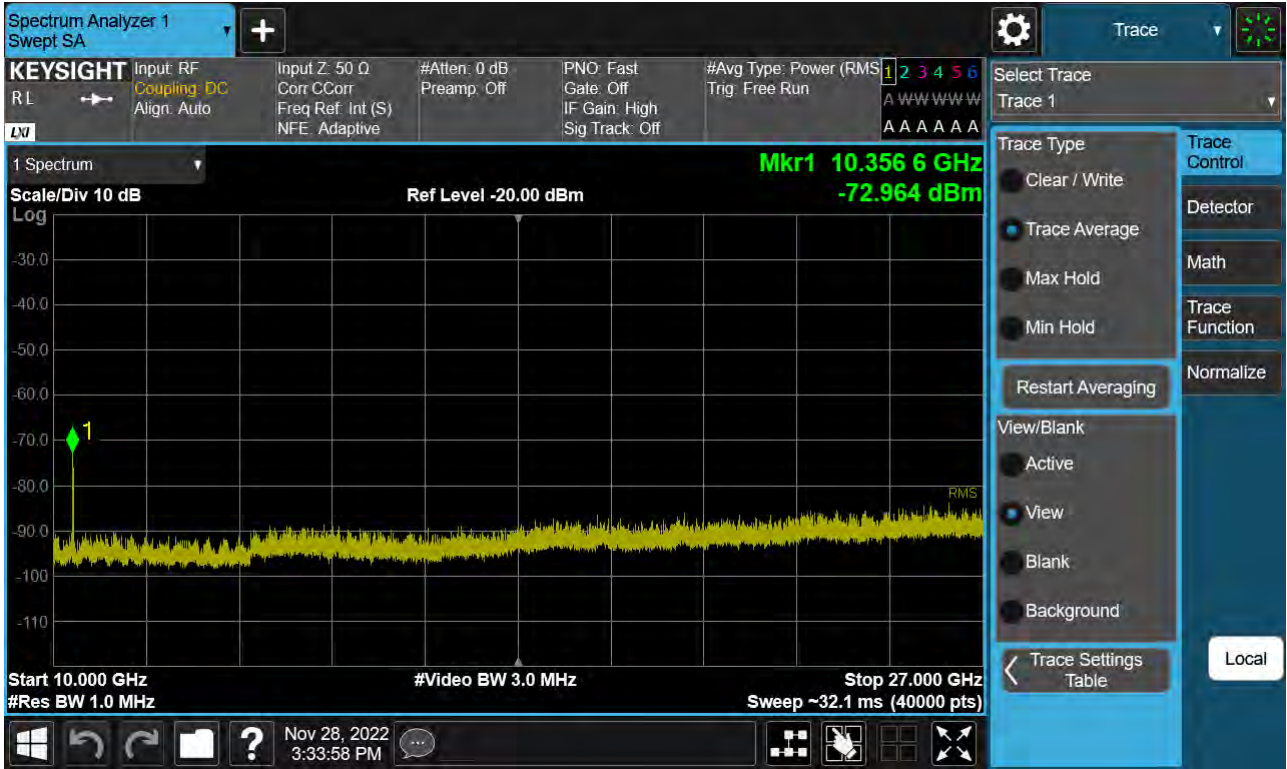 Spectrum Analyzer 1
Swept SA
Trace
KEYSIGHT
R L
LXI
Input: RF
Coupling: DC
Align: Auto
Input Z: 50 Ω
Corr CCorr
Freq Ref: Int (S)
NFE: Adaptive
#Atten: 0 dB
Preamp: Off
PNO: Fast
Gate: Off
IF Gain: High
Sig Track: Off
#Avg Type: Power (RMS
Trig: Free Run
1 2 3 4 5 6
A W W W W W
A A A A A A
Select Trace
Trace 1
1 Spectrum
Scale/Div 10 dB
Log
Ref Level -20.00 dBm
Mkr1 10.356 6 GHz
-72.964 dBm
-30.0
-40.0
-50.0
-60.0
-70.0
-80.0
-90.0
-100
-110
1
RMS
Start 10.000 GHz
#Res BW 1.0 MHz
#Video BW 3.0 MHz
Stop 27.000 GHz
Sweep ~32.1 ms (40000 pts)
Trace Type
Clear / Write
Trace Average
Max Hold
Min Hold
Restart Averaging
View/Blank
Active
View
Blank
Background
Trace Settings
Table
Trace
Control
Detector
Math
Trace
Function
Normalize
Local
?
Nov 28, 2022
3:33:58 PM